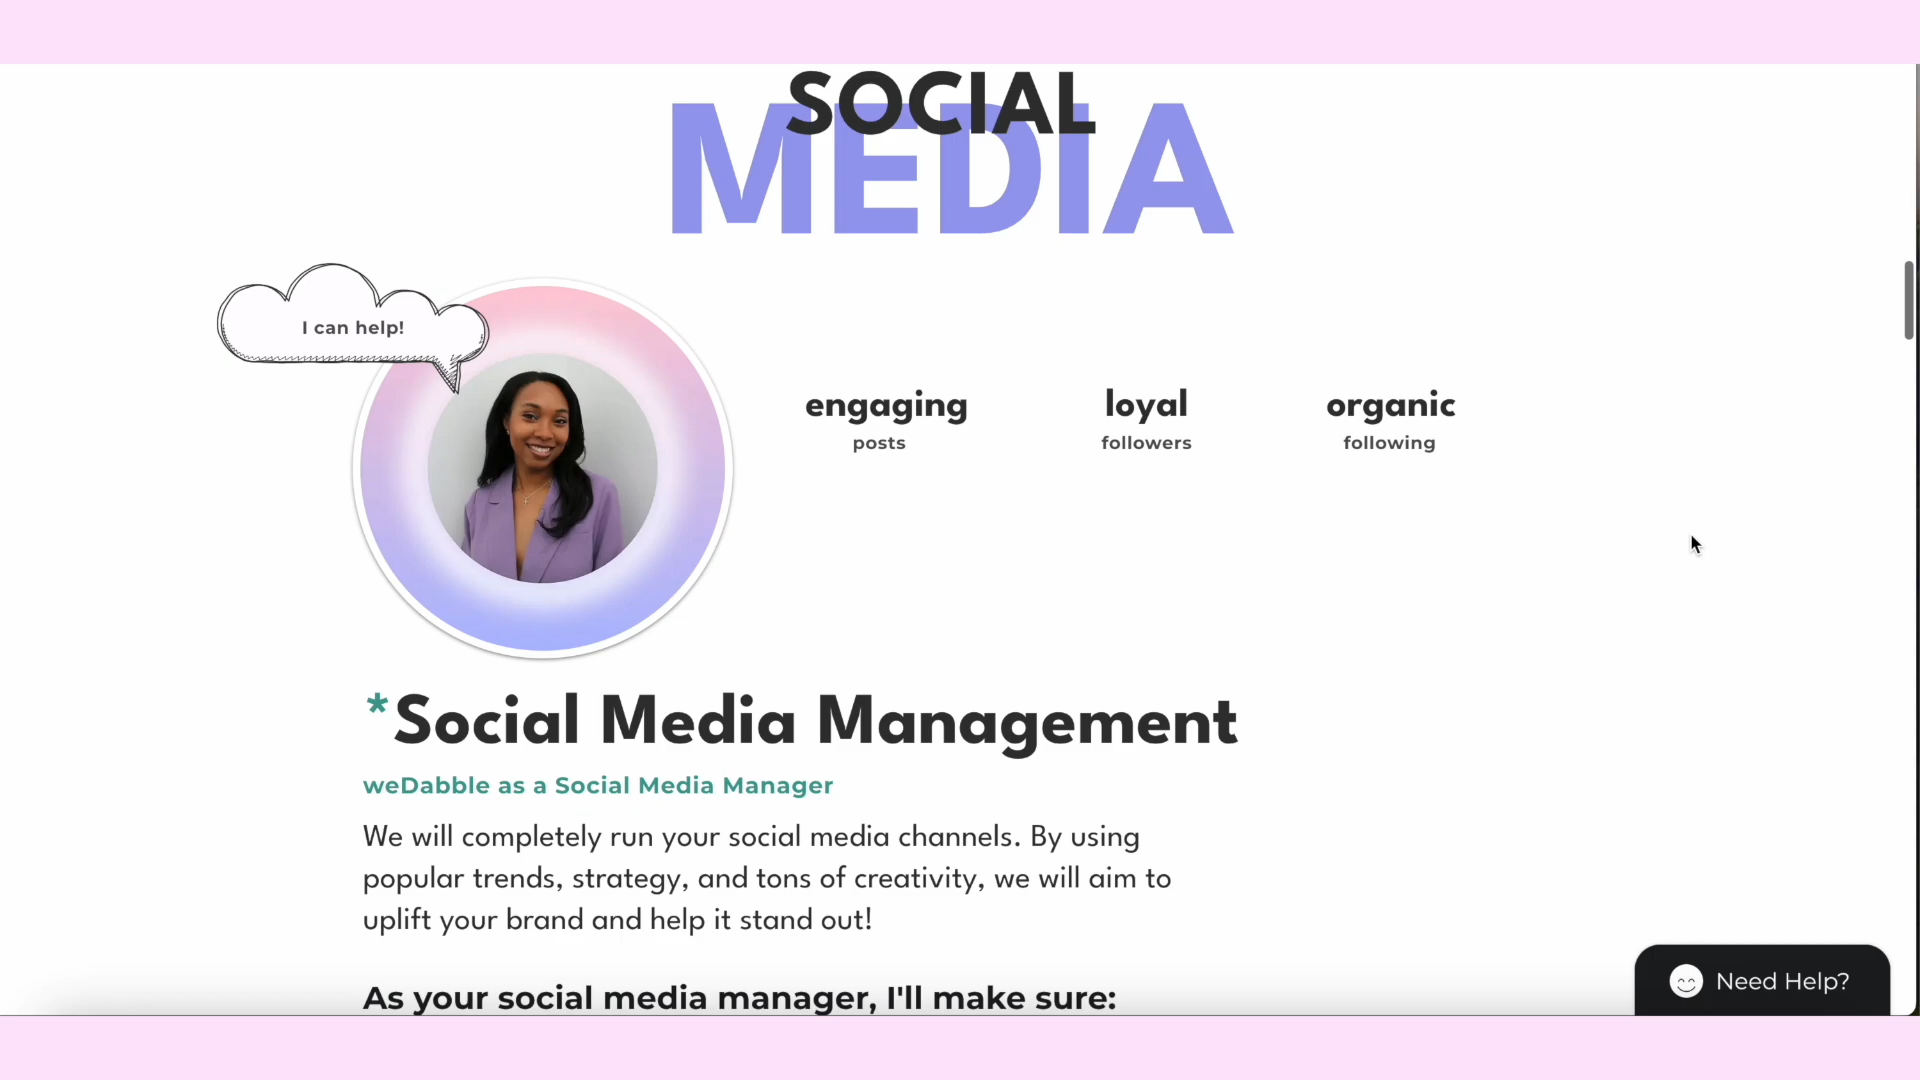 SOCIAL
MEDIA
I can help!
engaging
posts
loyal
followers
organic
following
*Social Media Management
weDabble as a Social Media Manager
We will completely run your social media channels. By using
popular trends, strategy, and tons of creativity, we will aim to
uplift your brand and help it stand out!
As your social media manager, I'll make sure:
Need Help?